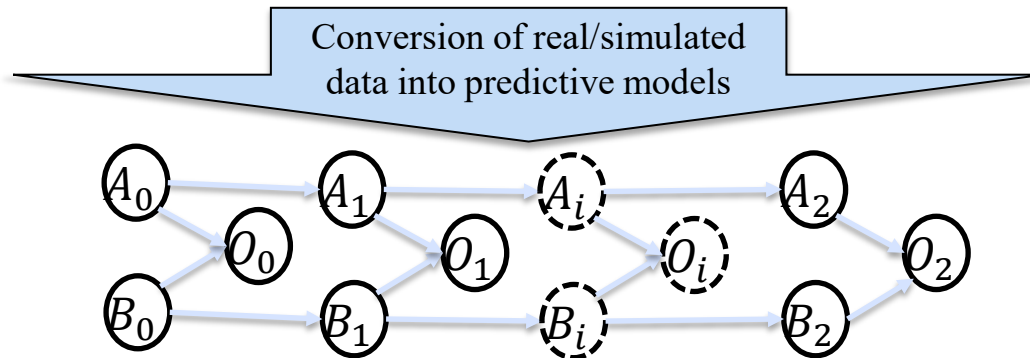 Conversion of real/simulated
data into predictive models
A₀ A₁ Aᵢ A₂
O₀ O₁ Oᵢ O₂
B₀ B₁ Bᵢ B₂